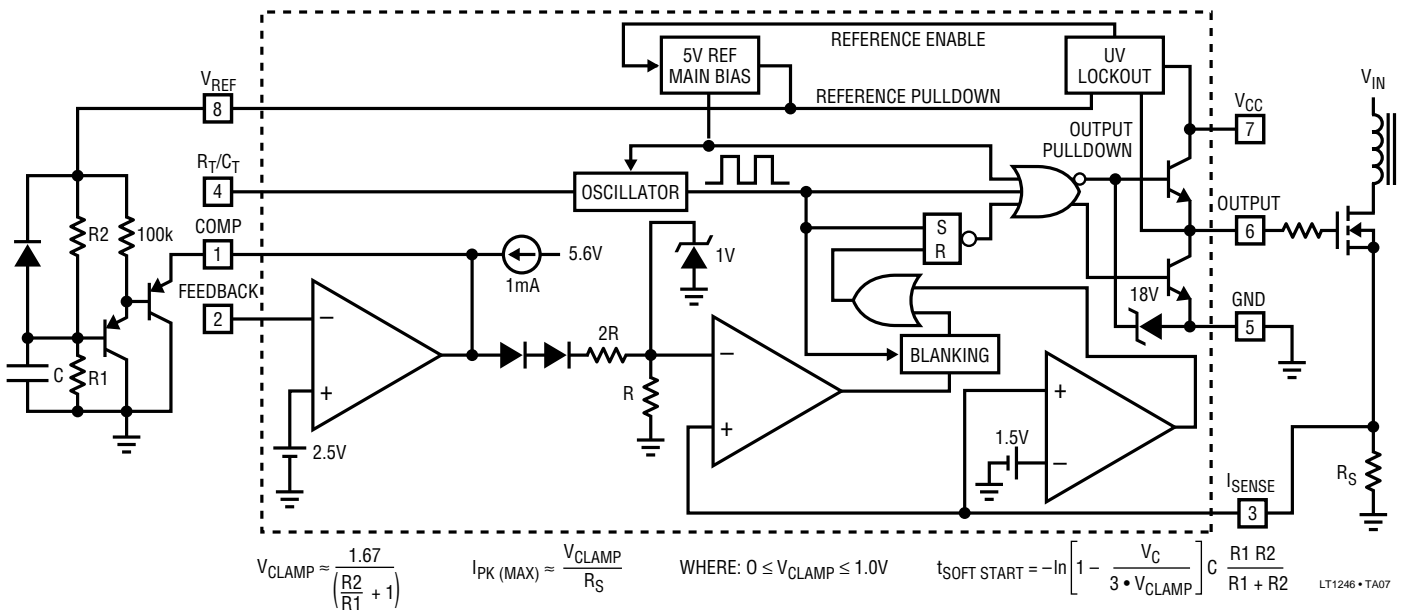 REFERENCE ENABLE
5V REF
MAIN BIAS
UV
LOCKOUT
V_REF
8
REFERENCE PULLDOWN
V_IN
V_CC
7
OUTPUT
PULLDOWN
R_T/C_T
4
OSCILLATOR
COMP
1
R2
100k
5.6V
1mA
1V
S
R
OUTPUT
6
FEEDBACK
2
−
+
2.5V
2R
R
−
+
BLANKING
18V
GND
5
C
R1
+
−
1.5V
I_SENSE
3
R_S
V_CLAMP ≈ 1.67 / (R2/R1 + 1)
I_PK (MAX) ≈ V_CLAMP / R_S
WHERE: O ≤ V_CLAMP ≤ 1.0V
t_SOFT START = −ln [1 − V_C / 3 • V_CLAMP] C R1 R2 / R1 + R2
LT1246 • TA07